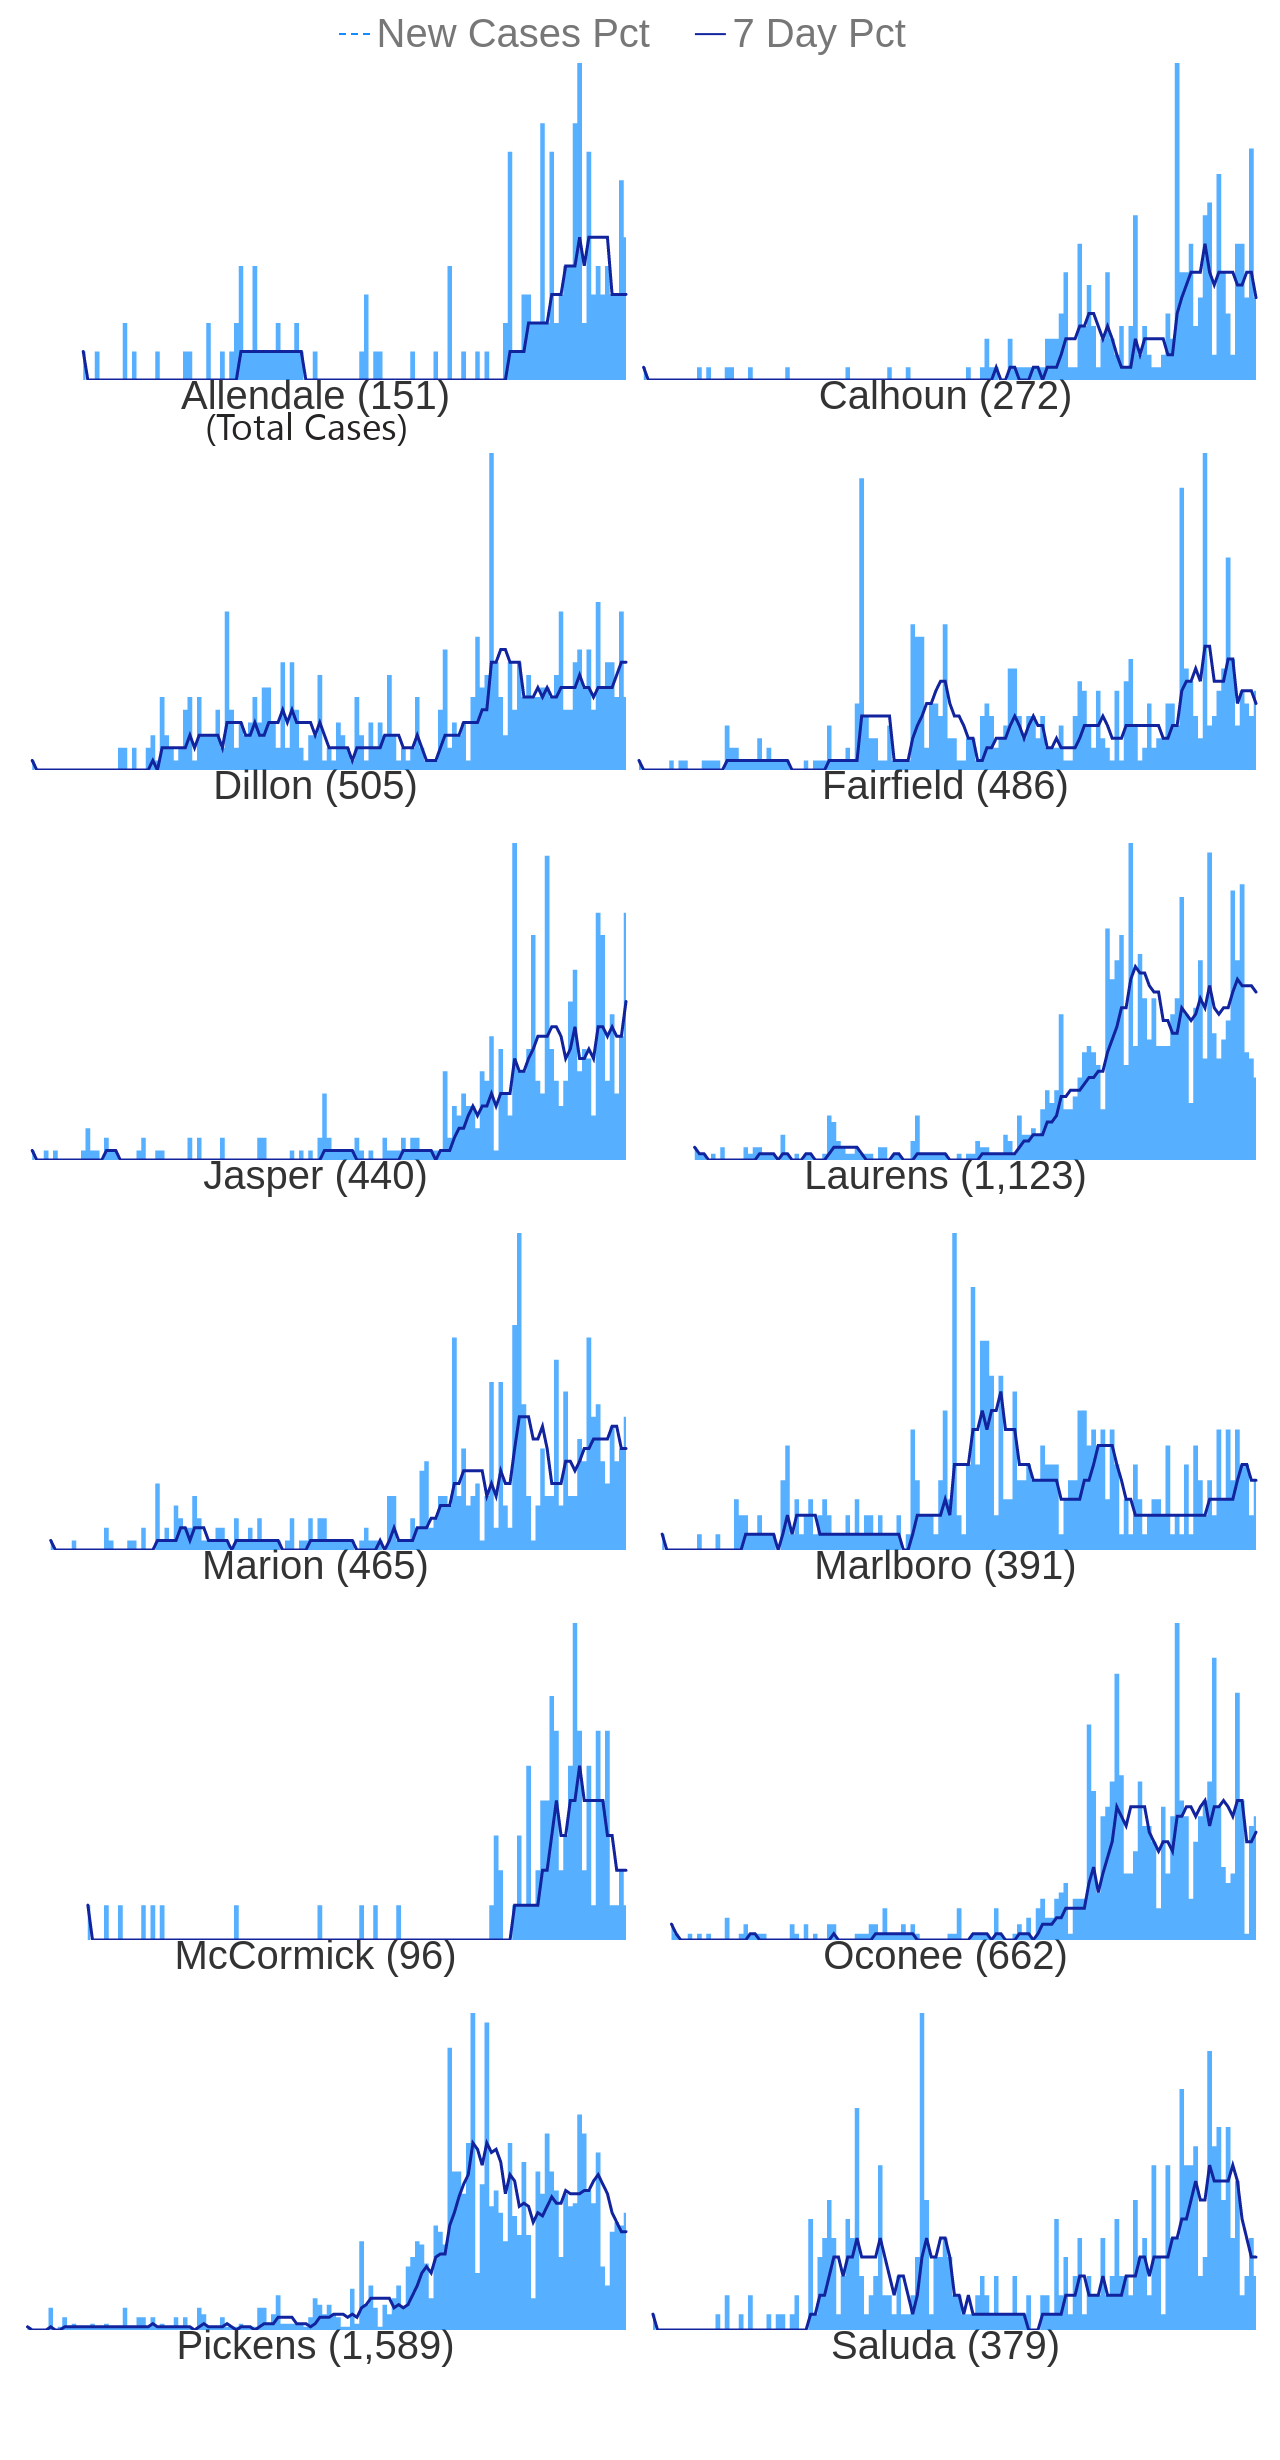 New Cases Pct 7 Day Pct
Allendale (151) Calhoun (272)
(Total Cases)
Dillon (505) Fairfield (486)
Jasper (440) Laurens (1,123)
Marion (465) Marlboro (391)
McCormick (96) Oconee (662)
Pickens (1,589) Saluda (379)